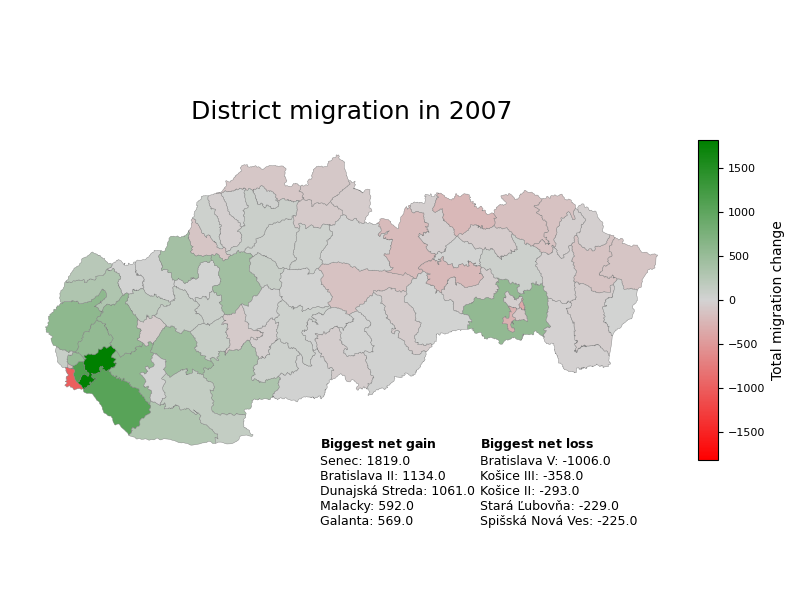 District migration in 2007
1500
1000
500
0
−500
−1000
−1500
Total migration change
Biggest net gain
Senec: 1819.0
Bratislava II: 1134.0
Dunajská Streda: 1061.0
Malacky: 592.0
Galanta: 569.0
Biggest net loss
Bratislava V: -1006.0
Košice III: -358.0
Košice II: -293.0
Stará Ľubovňa: -229.0
Spišská Nová Ves: -225.0